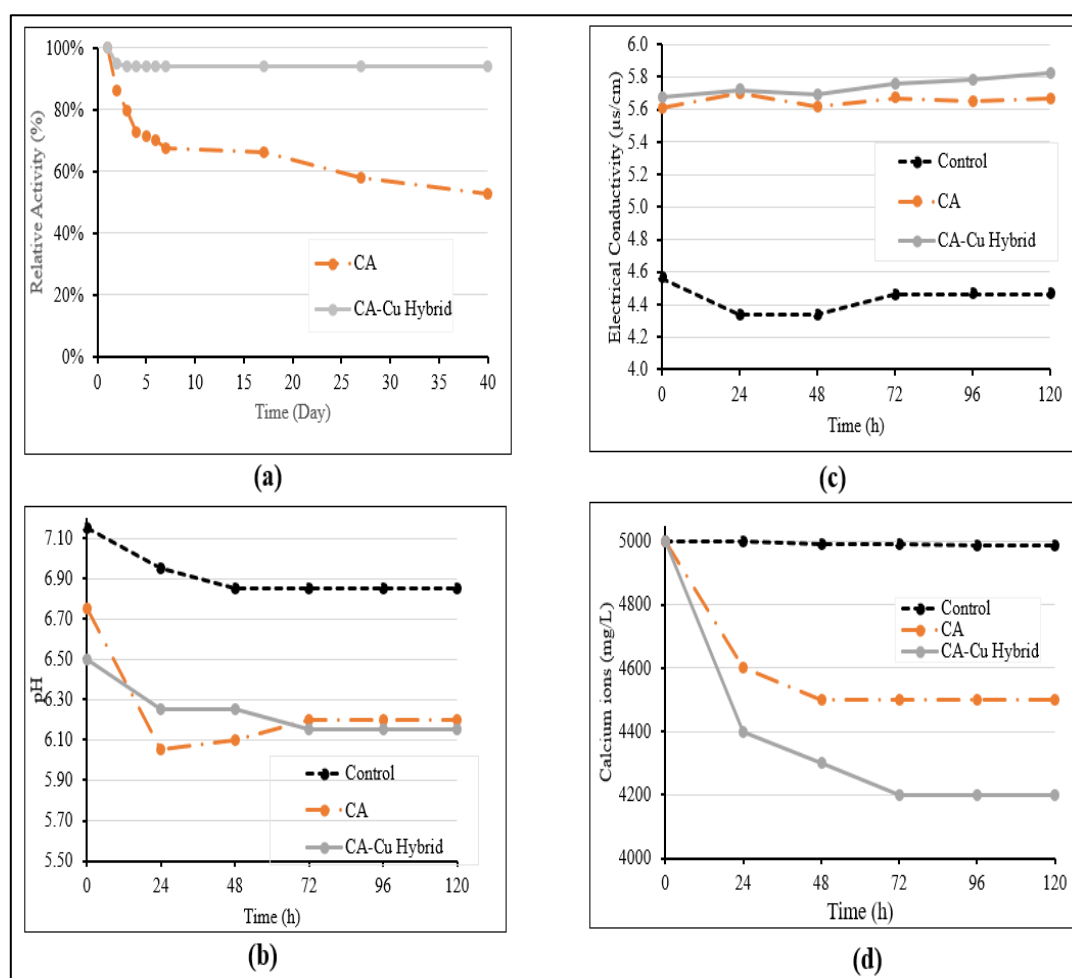 100%
80%
60%
40%
20%
0%
Relative Activity (%)
CA
CA-Cu Hybrid
0 5 10 15 20 25 30 35 40
Time (Day)
(a)
6.0
5.8
5.6
5.4
5.2
5.0
4.8
4.6
4.4
4.2
4.0
Electrical Conductivity (µs/cm)
Control
CA
CA-Cu Hybrid
0 24 48 72 96 120
Time (h)
(c)
7.10
6.90
6.70
6.50
6.30
6.10
5.90
5.70
5.50
pH
Control
CA
CA-Cu Hybrid
0 24 48 72 96 120
Time (h)
(b)
5000
4800
4600
4400
4200
4000
Calcium ions (mg/L)
Control
CA
CA-Cu Hybrid
0 24 48 72 96 120
Time (h)
(d)